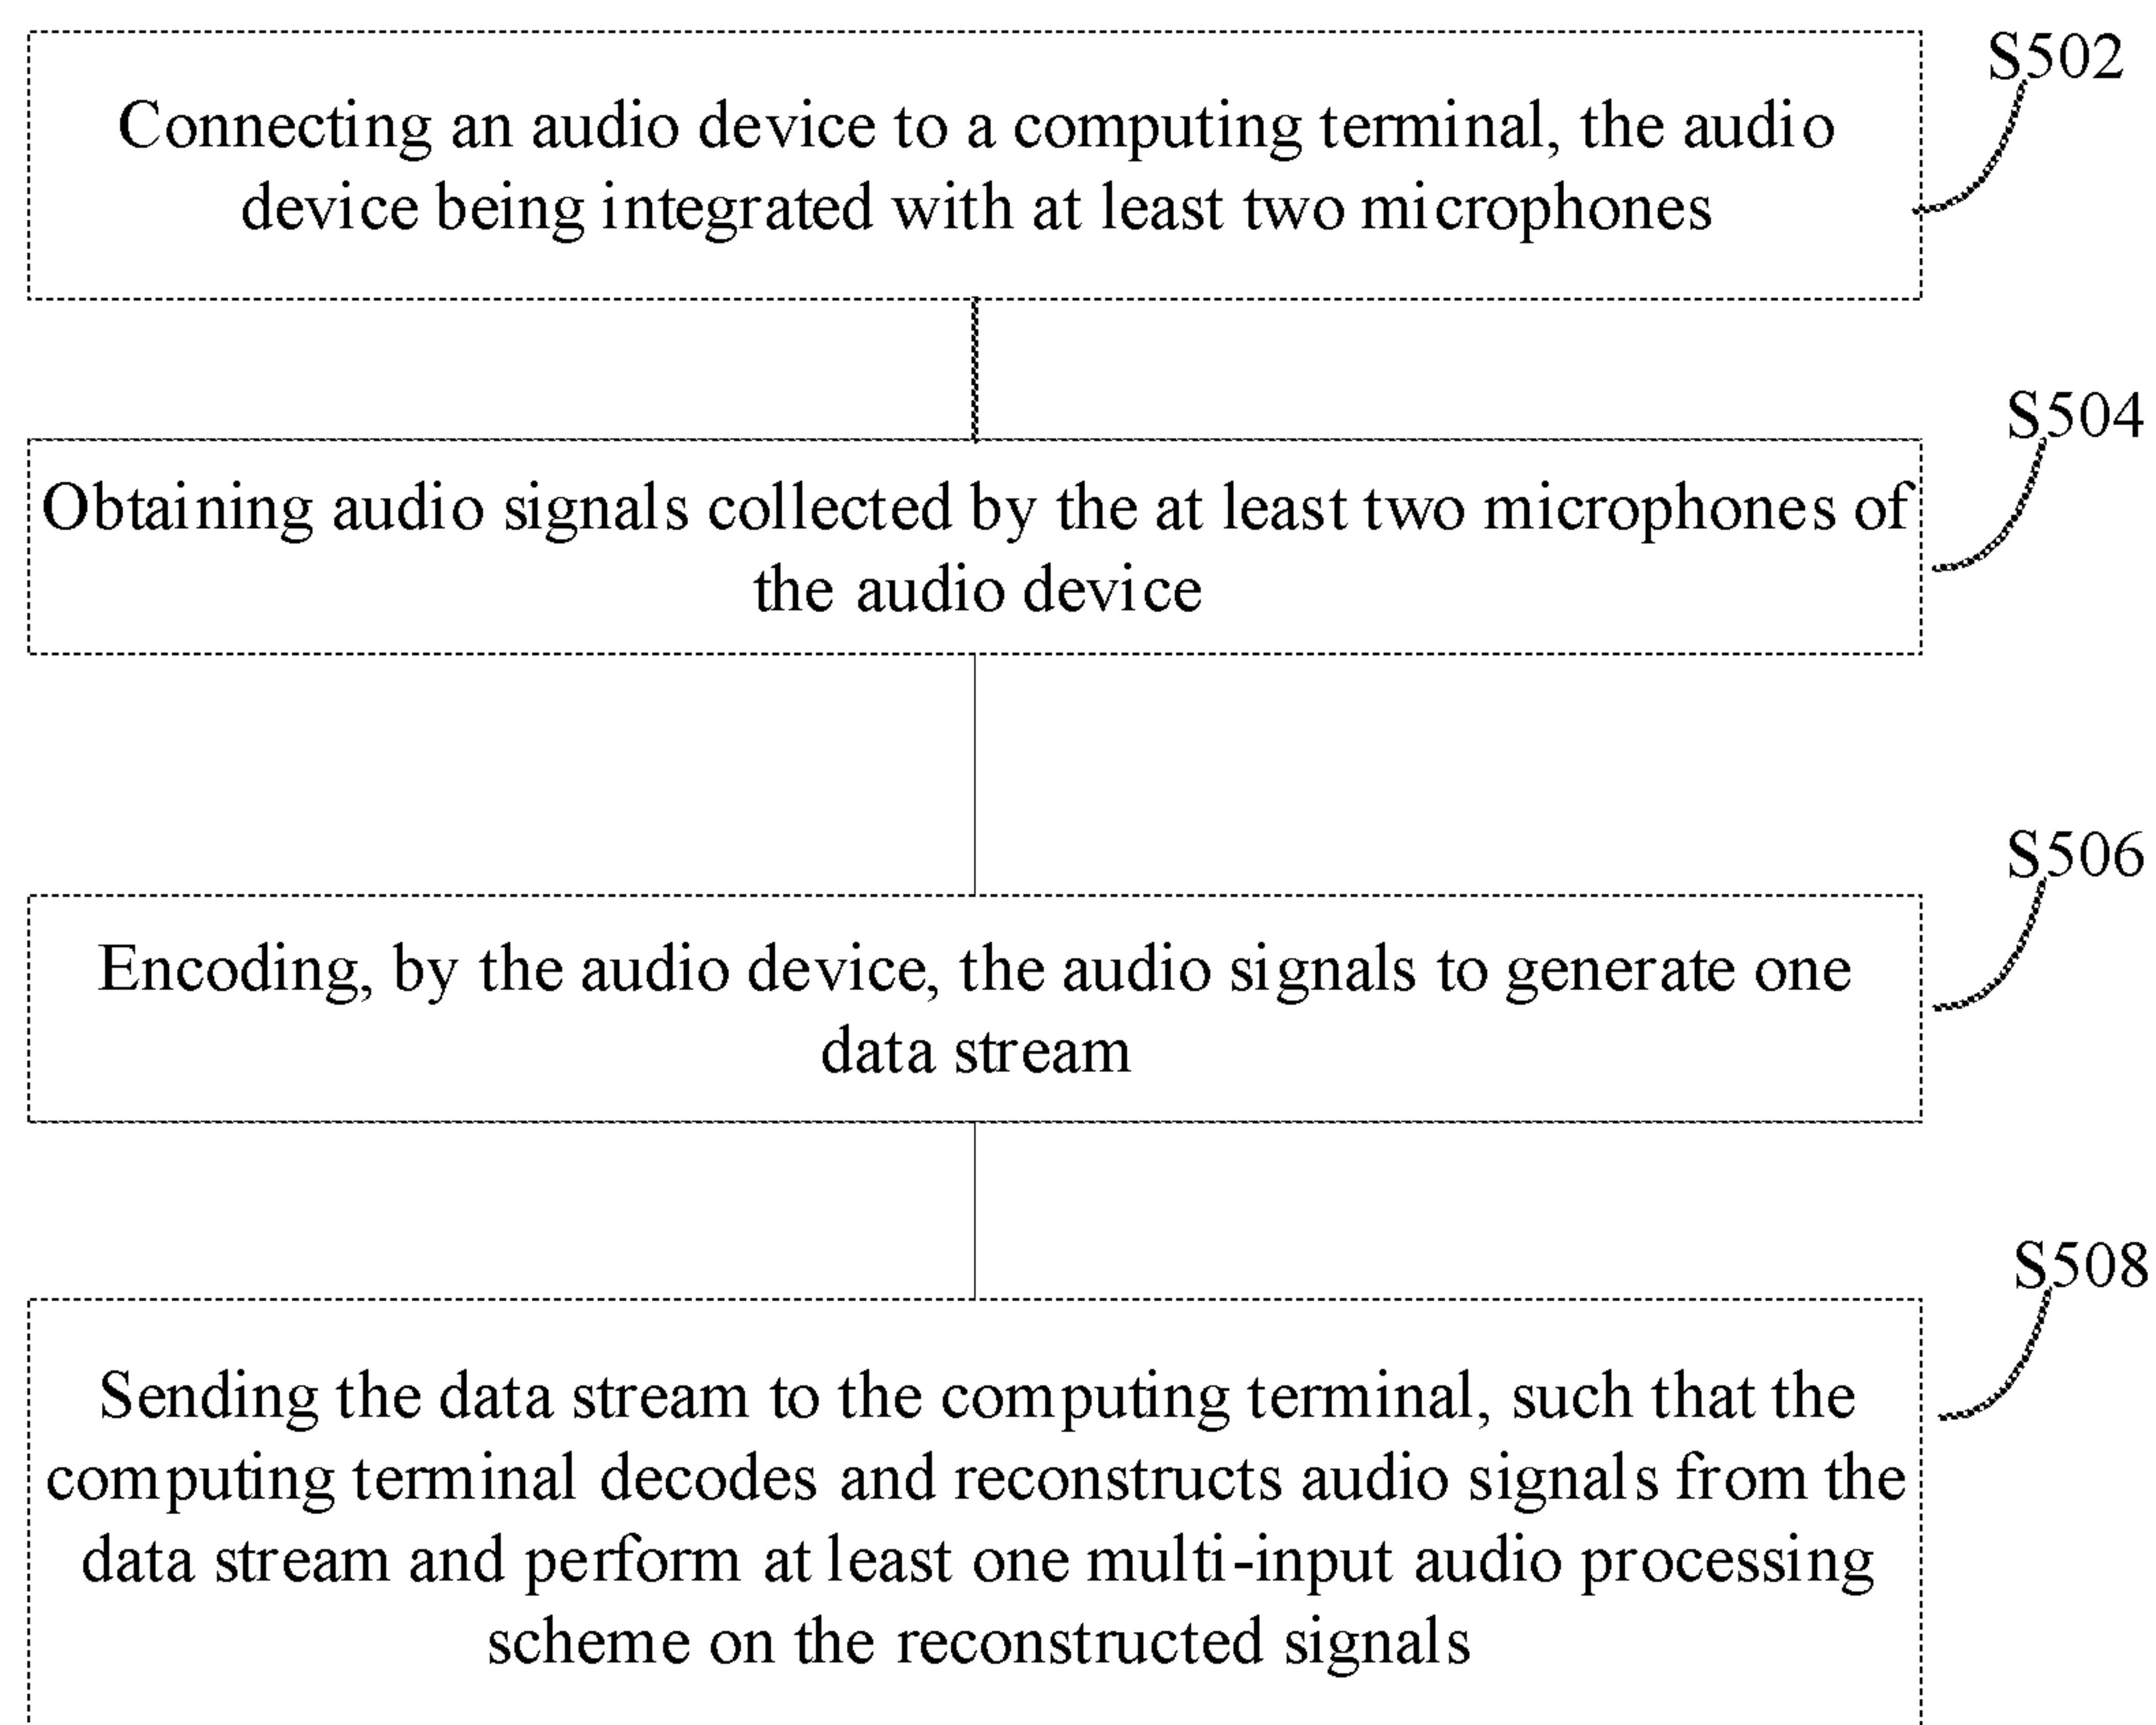 S502
Connecting an audio device to a computing terminal, the audio
device being integrated with at least two microphones
S504
Obtaining audio signals collected by the at least two microphones of
the audio device
S506
Encoding, by the audio device, the audio signals to generate one
data stream
S508
Sending the data stream to the computing terminal, such that the
computing terminal decodes and reconstructs audio signals from the
data stream and perform at least one multi-input audio processing
scheme on the reconstructed signals